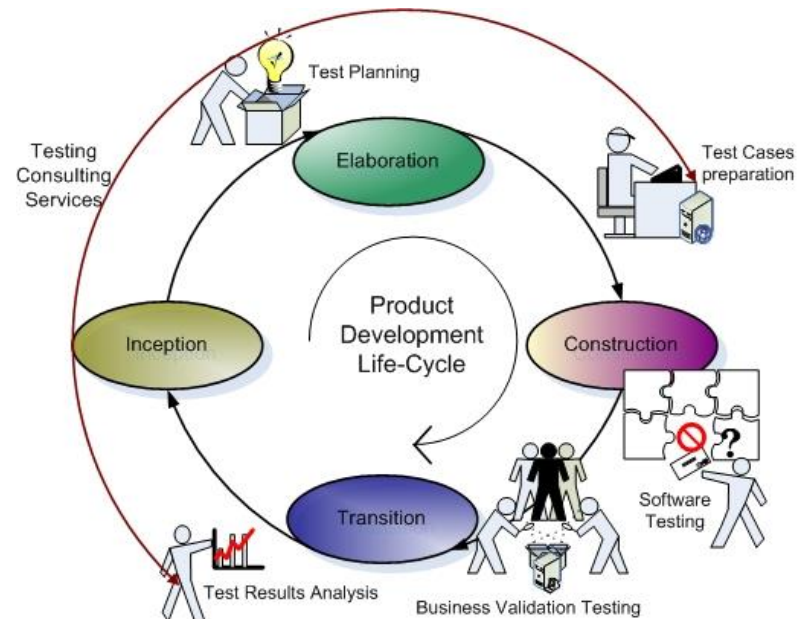 Test Planning
Elaboration
Testing
Consulting
Services
Test Cases
preparation
Product
Development
Life-Cycle
Inception
Construction
?
Software
Testing
Transition
Test Results Analysis
Business Validation Testing